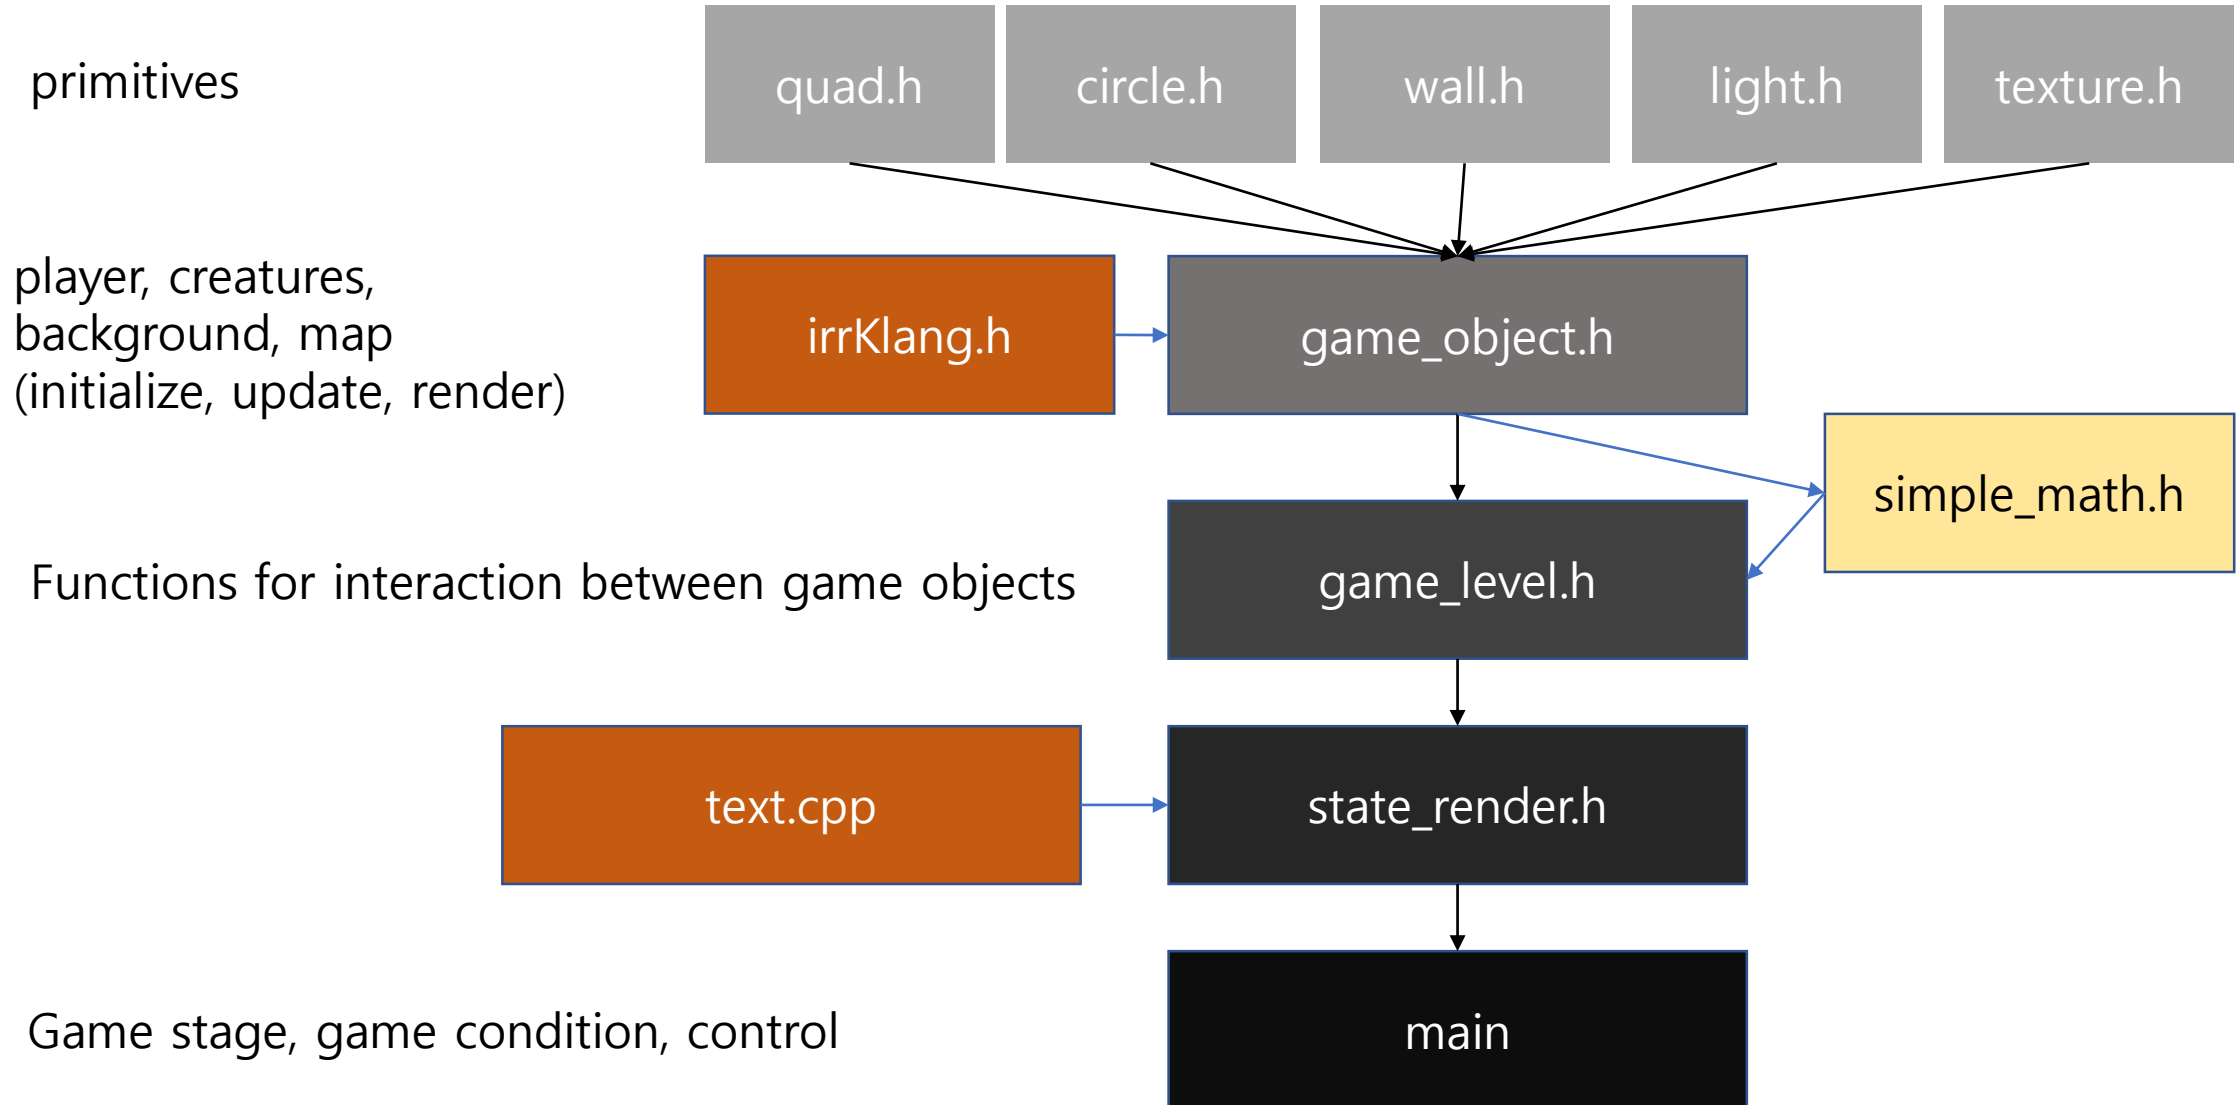 primitives
quad.h
circle.h
wall.h
light.h
texture.h
player, creatures,
background, map
(initialize, update, render)
irrKlang.h
game_object.h
simple_math.h
Functions for interaction between game objects
game_level.h
text.cpp
state_render.h
Game stage, game condition, control
main